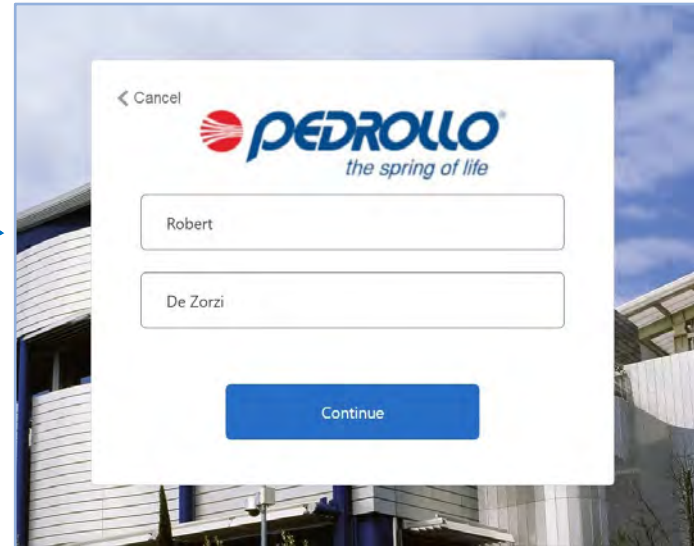 Cancel
PEDROLLO®
the spring of life
Robert
De Zorzi
Continue